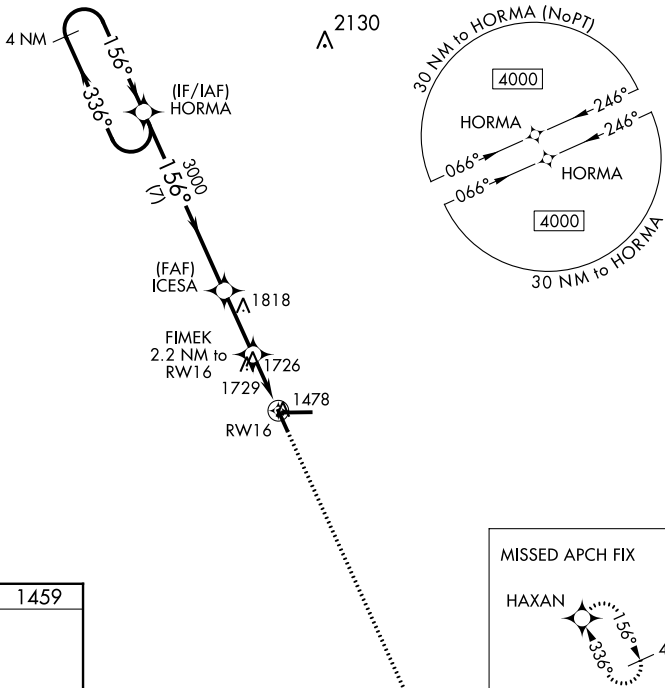 4 NM
156°
336°
(IF/IAF)
HORMA
2130
3000
156°
(7)
(FAF)
ICESA
1818
FIMEK
2.2 NM to
RW16
1726
1729
1478
RW16
30 NM to HORMA (NoPT)
4000
246°
HORMA
246°
066°
HORMA
066°
4000
30 NM to HORMA
1459
MISSED APCH FIX
HAXAN
156°
336°
4